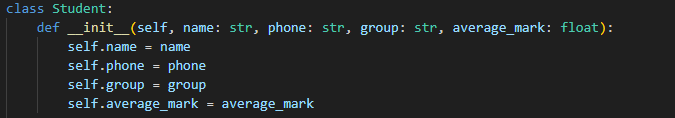 class Student:
    def __init__(self, name: str, phone: str, group: str, average_mark: float):
        self.name = name
        self.phone = phone
        self.group = group
        self.average_mark = average_mark